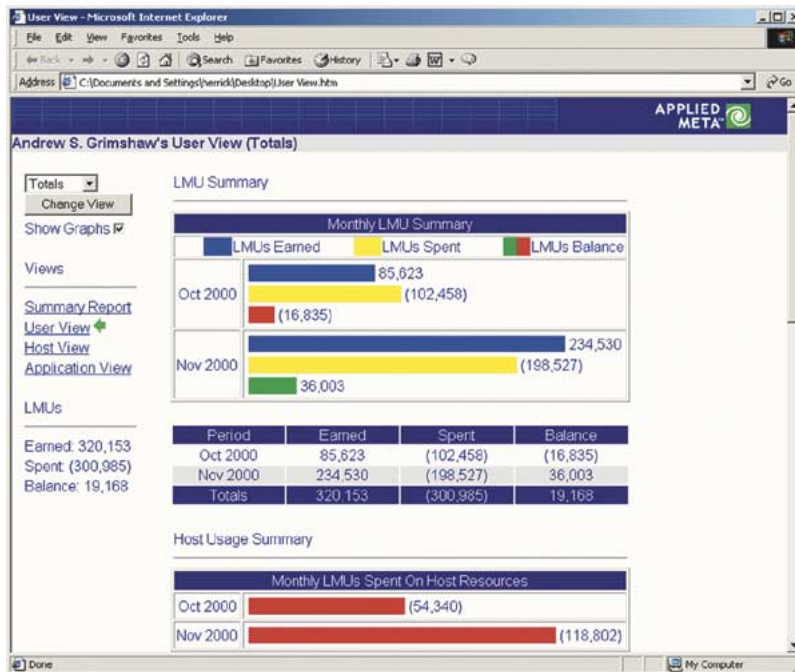 User View - Microsoft Internet Explorer
File Edit View Favorites Tools Help
Back Search Favorites History
Address C:\Documents and Settings\herrick\Desktop\User View.htm Go
APPLIED META™
Andrew S. Grimshaw's User View (Totals)
Totals
Change View
Show Graphs
Views
Summary Report
User View
Host View
Application View
LMUs
Earned: 320,153
Spent: (300,985)
Balance: 19,168
LMU Summary
Monthly LMU Summary
LMUs Earned LMUs Spent LMUs Balance
Oct 2000 85,623
(102,458)
(16,835)
Nov 2000 234,530
(198,527)
36,003
Period Earned Spent Balance
Oct 2000 85,623 (102,458) (16,835)
Nov 2000 234,530 (198,527) 36,003
Totals 320,153 (300,985) 19,168
Host Usage Summary
Monthly LMUs Spent On Host Resources
Oct 2000 (54,340)
Nov 2000 (118,802)
Done My Computer